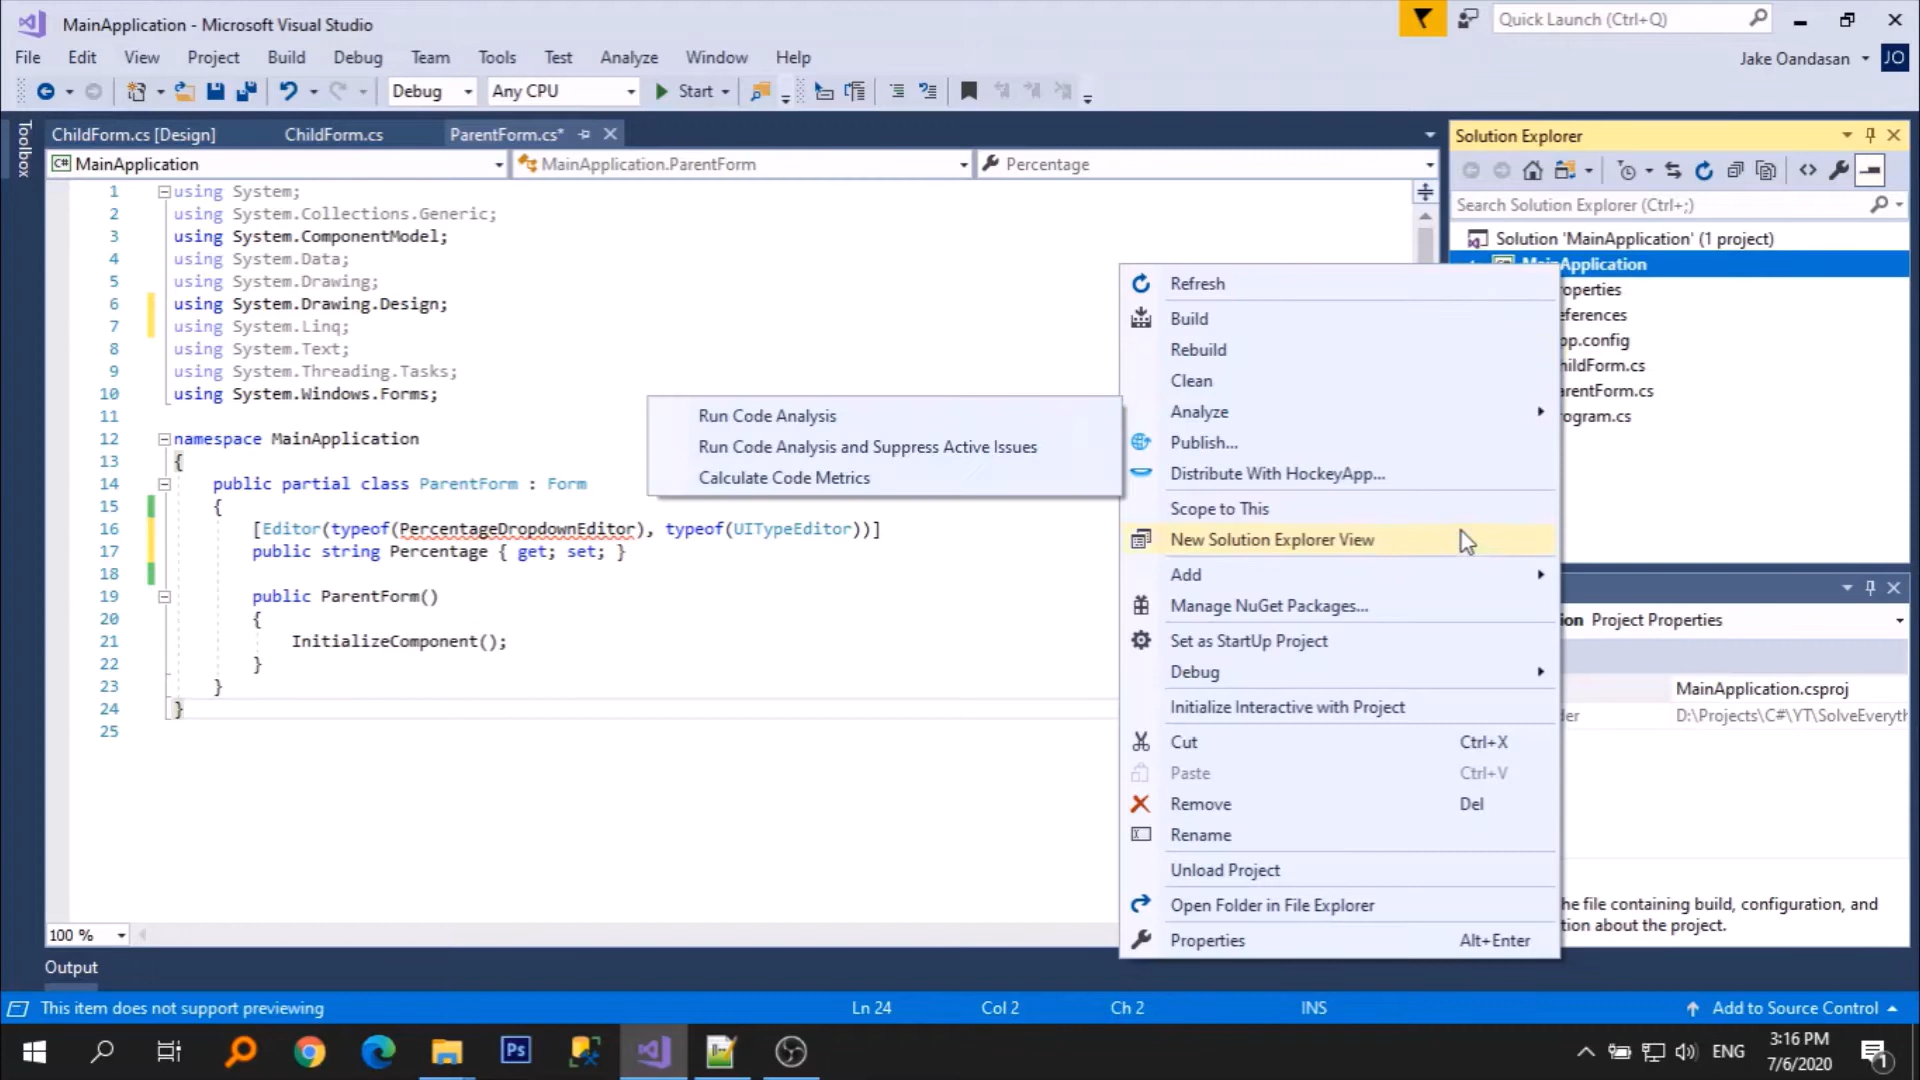 MainApplication - Microsoft Visual Studio
Quick Launch (Ctrl+Q)
File Edit View Project Build Debug Team Tools Test Analyze Window Help
Jake Oandasan JO
Debug Any CPU Start
Toolbox
ChildForm.cs [Design] ChildForm.cs ParentForm.cs*
C# MainApplication MainApplication.ParentForm Percentage
1 using System;
2 using System.Collections.Generic;
3 using System.ComponentModel;
4 using System.Data;
5 using System.Drawing;
6 using System.Drawing.Design;
7 using System.Linq;
8 using System.Text;
9 using System.Threading.Tasks;
10 using System.Windows.Forms;
11
12 namespace MainApplication
13 {
14 public partial class ParentForm : Form
15 {
16 [Editor(typeof(PercentageDropdownEditor), typeof(UITypeEditor))]
17 public string Percentage { get; set; }
18
19 public ParentForm()
20 {
21 InitializeComponent();
22 }
23 }
24 }
25
100 %
Run Code Analysis
Run Code Analysis and Suppress Active Issues
Calculate Code Metrics
Refresh
Build
Rebuild
Clean
Analyze
Publish...
Distribute With HockeyApp...
Scope to This
New Solution Explorer View
Add
Manage NuGet Packages...
Set as StartUp Project
Debug
Initialize Interactive with Project
Cut Ctrl+X
Paste Ctrl+V
Remove Del
Rename
Unload Project
Open Folder in File Explorer
Properties Alt+Enter
Solution Explorer
Search Solution Explorer (Ctrl+;)
Solution 'MainApplication' (1 project)
MainApplication
operties
eferences
pp.config
hildForm.cs
arentForm.cs
rogram.cs
ion Project Properties
MainApplication.csproj
der D:\Projects\C#\YT\SolveEveryth
he file containing build, configuration, and
tion about the project.
Output
This item does not support previewing Ln 24 Col 2 Ch 2 INS Add to Source Control
Ps
ENG
3:16 PM
7/6/2020
1